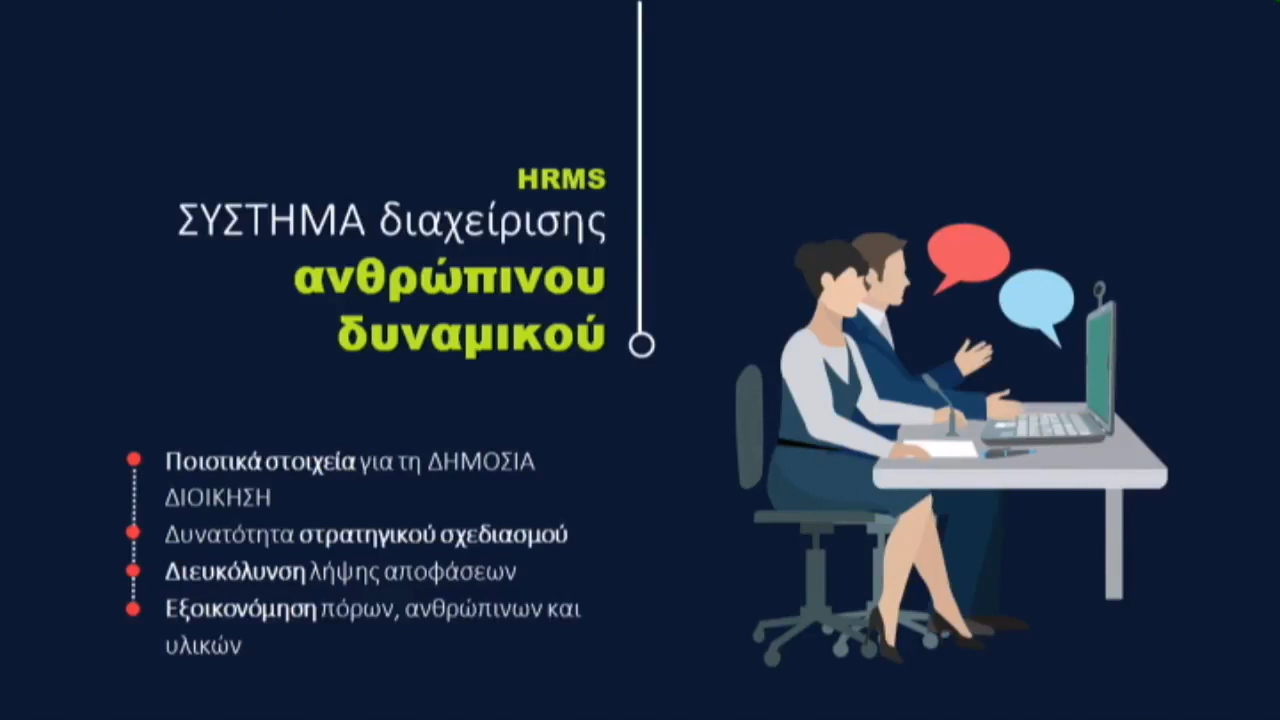 HRMS
ΣΥΣΤΗΜΑ διαχείρισης
ανθρώπινου
δυναμικού
Ποιοτικά στοιχεία για τη ΔΗΜΟΣΙΑ
ΔΙΟΙΚΗΣΗ
Δυνατότητα στρατηγικού σχεδιασμού
Διευκόλυνση λήψης αποφάσεων
Εξοικονόμηση πόρων, ανθρώπινων και
υλικών